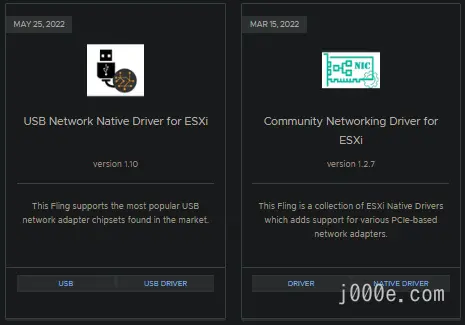 MAY 25, 2022
USB Network Native Driver for ESXi
version 1.10
This Fling supports the most popular USB
network adapter chipsets found in the market.
USB
USB DRIVER
MAR 15, 2022
NIC
Community Networking Driver for
ESXi
version 1.2.7
This Fling is a collection of ESXi Native Drivers
which adds support for various PCIe-based
network adapters.
DRIVER
NATIVE DRIVER
j000e.com